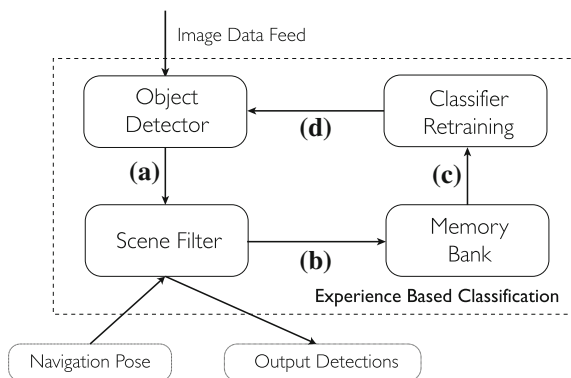 Image Data Feed
Object
Detector
Classifier
Retraining
(d)
(a)
(c)
Scene Filter
Memory
Bank
(b)
Experience Based Classification
Navigation Pose
Output Detections